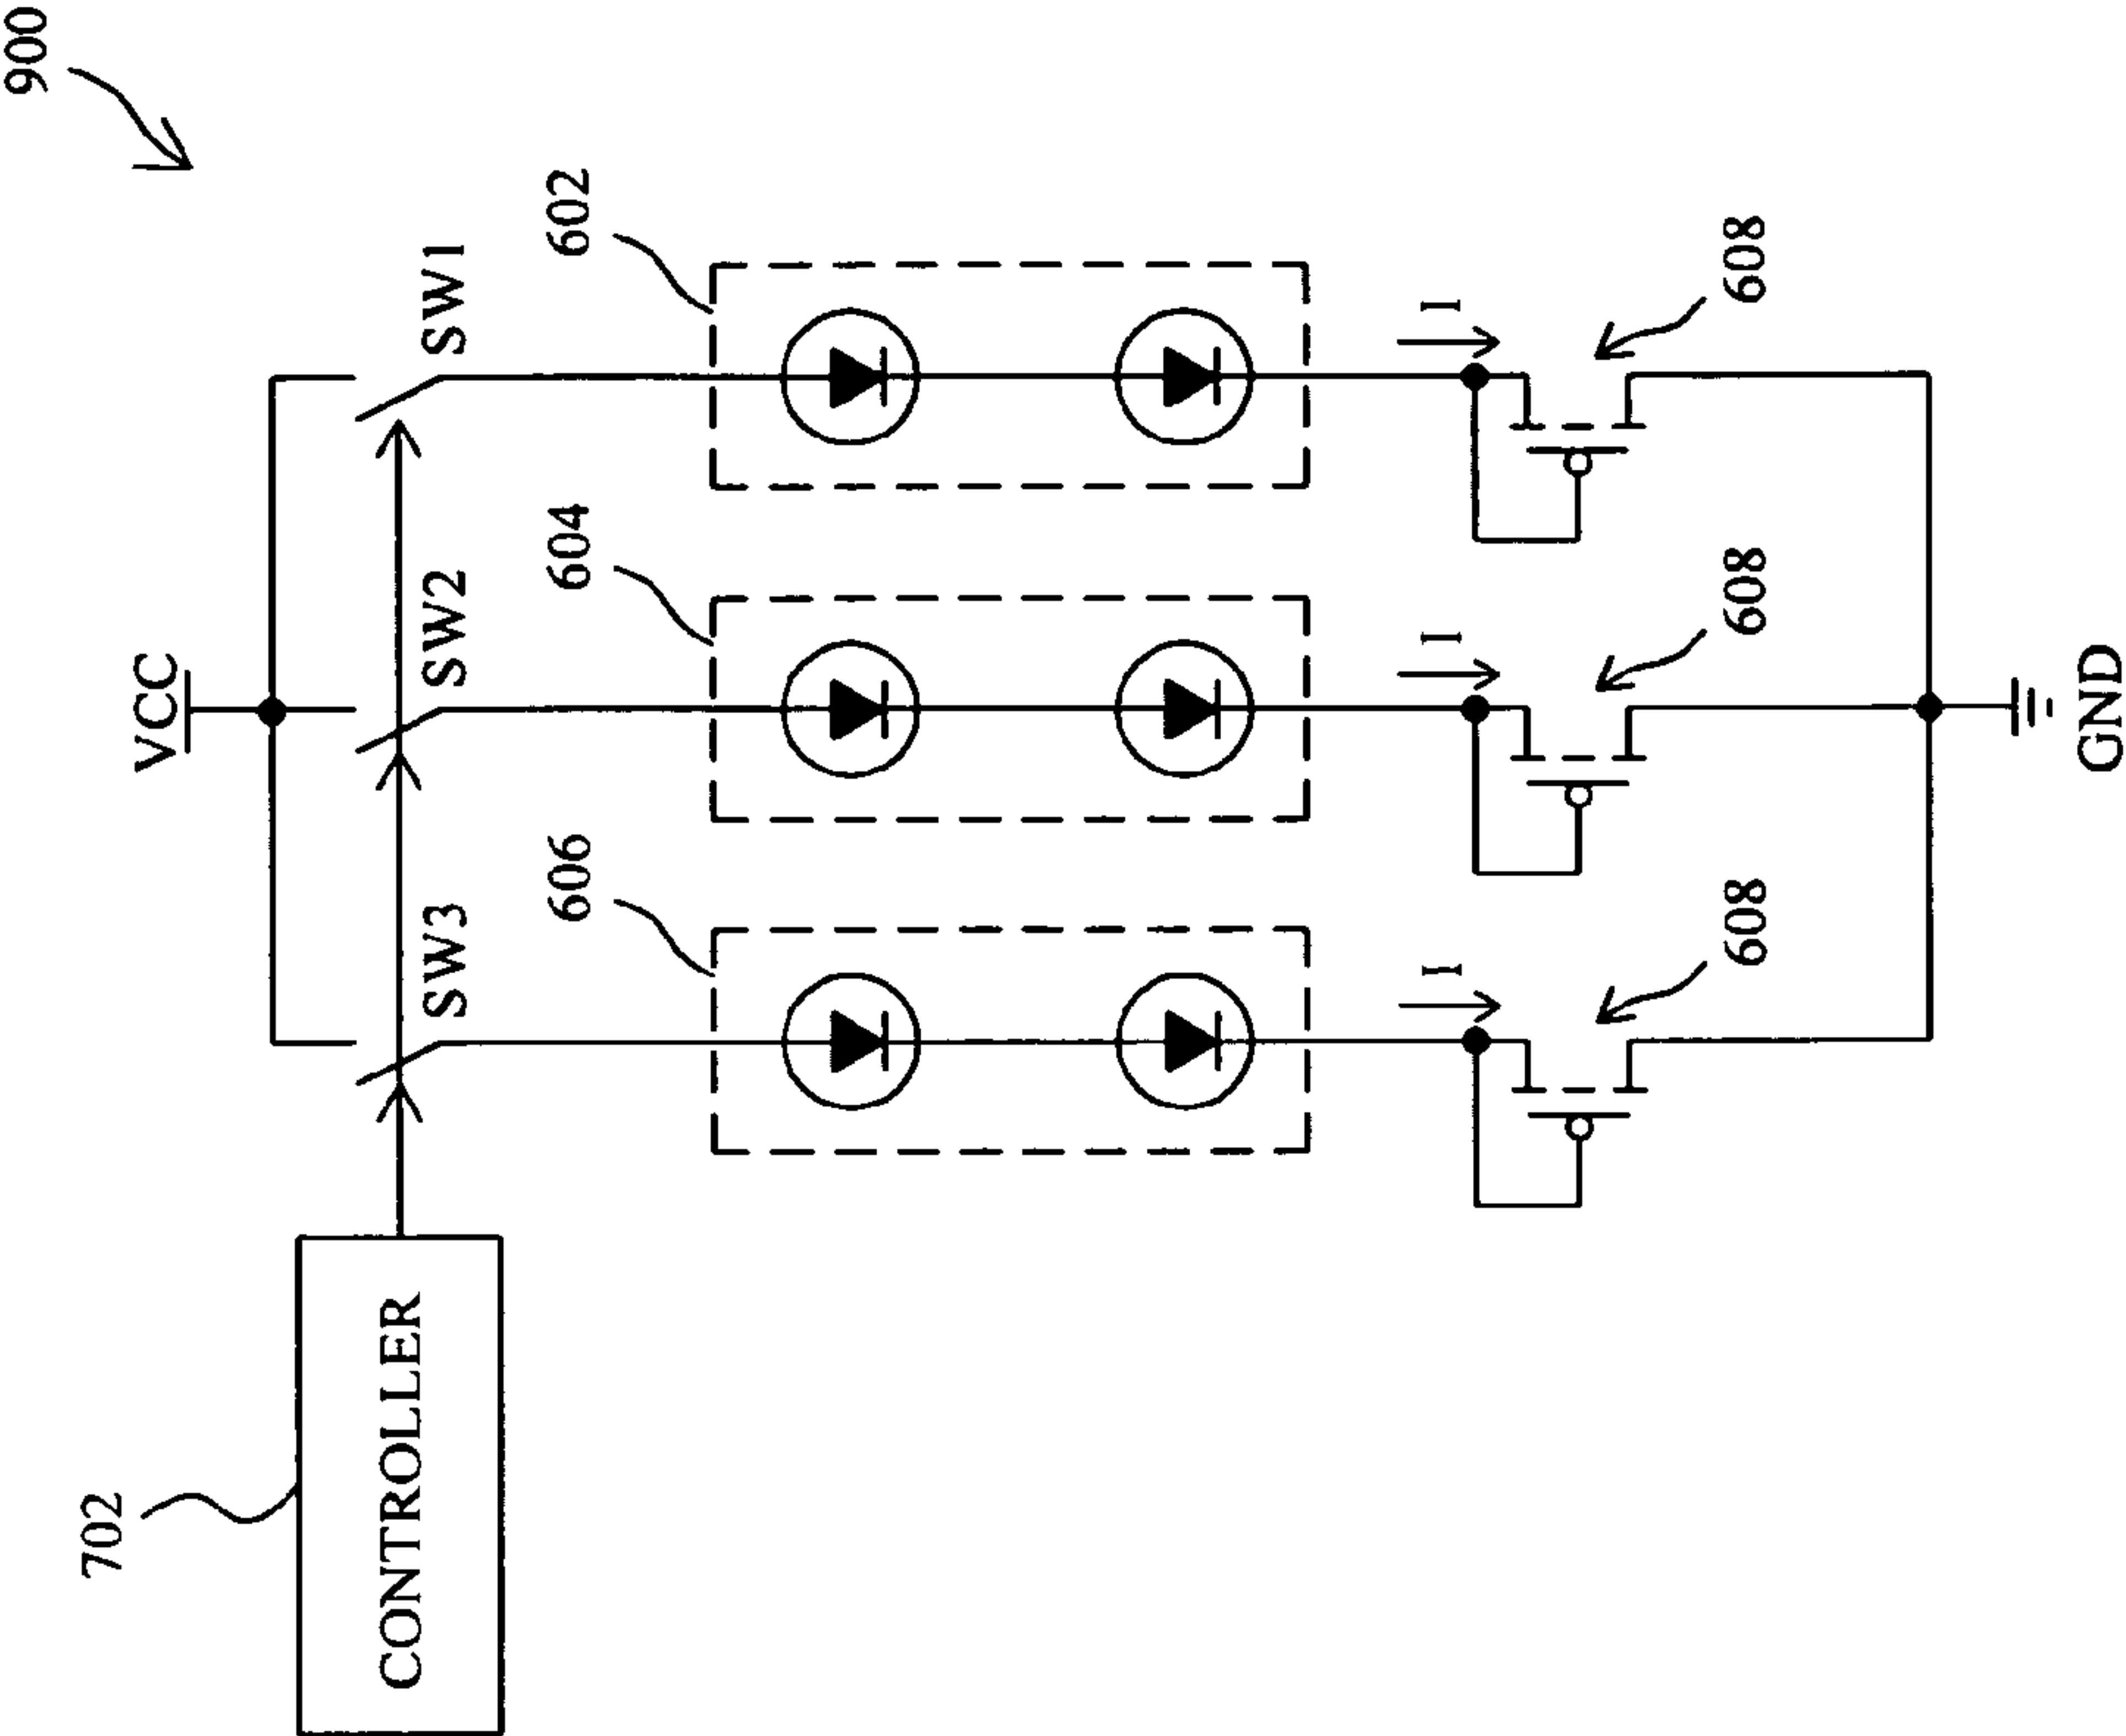 900
VCC
SW1
SW2
SW3
702
CONTROLLER
602
604
606
I
I
I
608
608
608
GND